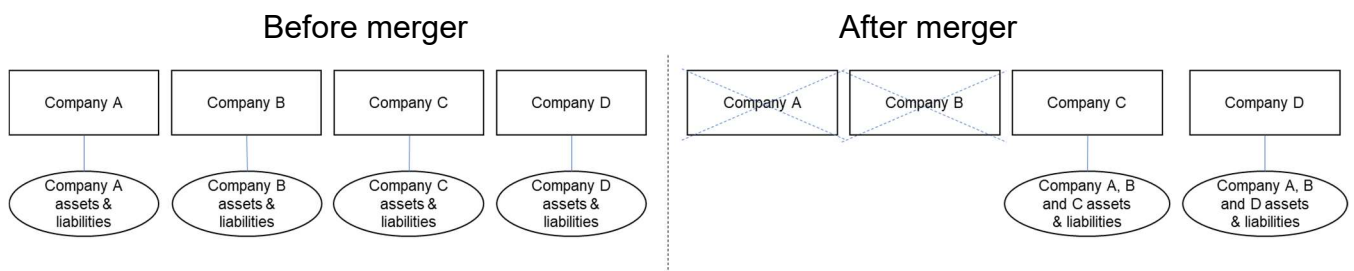 Before merger
After merger
Company A
Company B
Company C
Company D
Company A
Company B
Company C
Company D
Company A
assets &
liabilities
Company B
assets &
liabilities
Company C
assets &
liabilities
Company D
assets &
liabilities
Company A, B
and C assets
& liabilities
Company A, B
and D assets
& liabilities